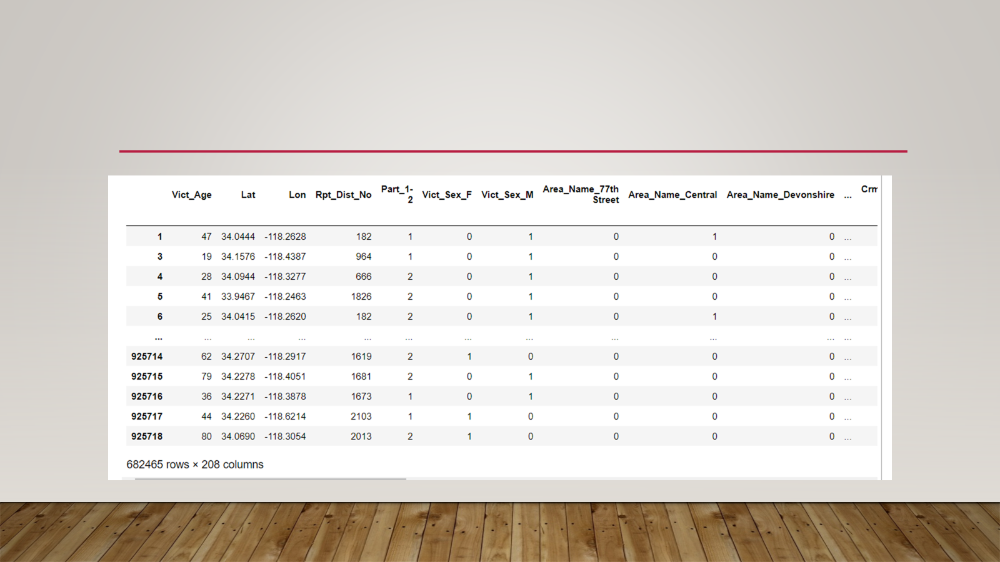 Vict_Age Lat Lon Rpt_Dist_No Part_1-2 Vict_Sex_F Vict_Sex_M Area_Name_77th Street Area_Name_Central Area_Name_Devonshire ... Crm
1 47 34.0444 -118.2628 182 1 0 1 0 1 0 ...
3 19 34.1576 -118.4387 964 1 0 1 0 0 0 ...
4 28 34.0944 -118.3277 666 2 0 1 0 0 0 ...
5 41 33.9467 -118.2463 1826 2 0 1 0 0 0 ...
6 25 34.0415 -118.2620 182 2 0 1 0 1 0 ...
... ... ... ... ... ... ... ... ... ... ... ...
925714 62 34.2707 -118.2917 1619 2 1 0 0 0 0 ...
925715 79 34.2278 -118.4051 1681 2 0 1 0 0 0 ...
925716 36 34.2271 -118.3878 1673 1 0 1 0 0 0 ...
925717 44 34.2260 -118.6214 2103 1 1 0 0 0 0 ...
925718 80 34.0690 -118.3054 2013 2 1 0 0 0 0 ...
682465 rows × 208 columns